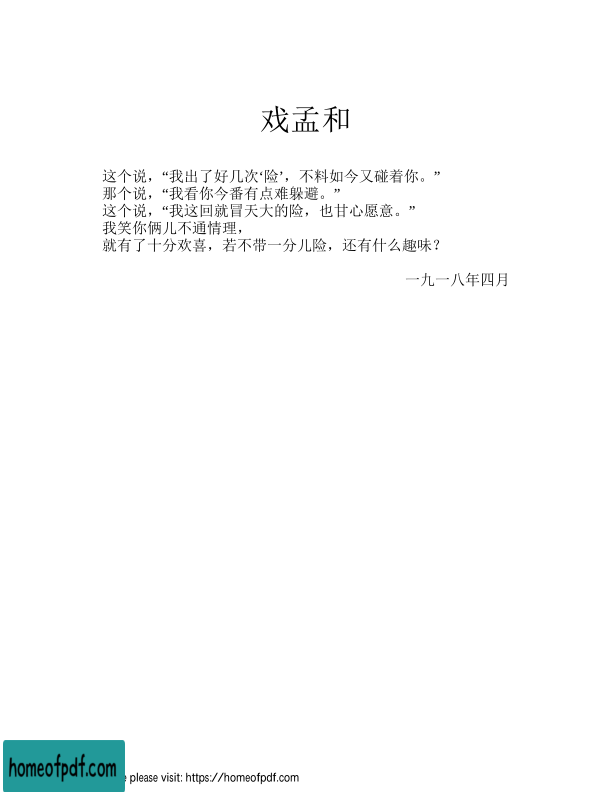 戏孟和
这个说，“我出了好几次‘险’，不料如今又碰着你。”
那个说，“我看你今番有点难躲避。”
这个说，“我这回就冒天大的险，也甘心愿意。”
我笑你俩儿不通情理，
就有了十分欢喜，若不带一分儿险，还有什么趣味？
一九一八年四月
homeofpdf.com
e please visit: https://homeofpdf.com